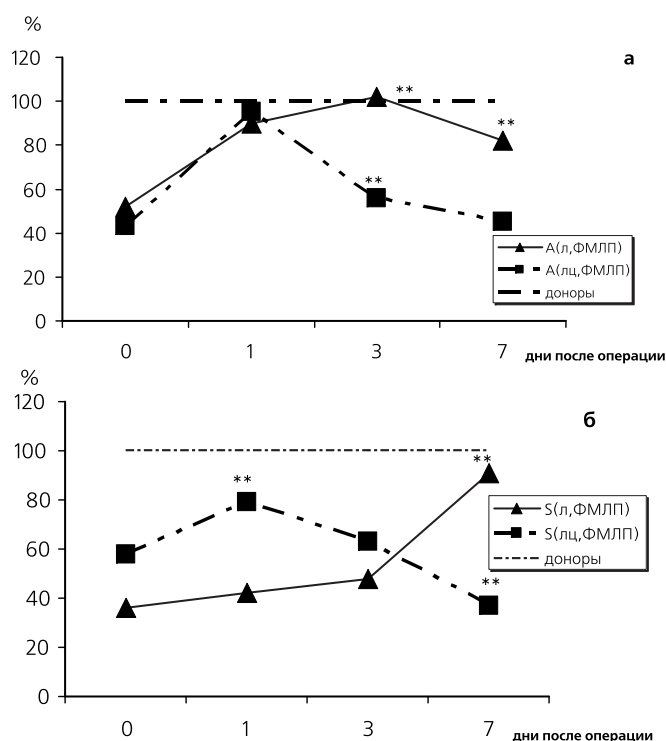 %
а
120
**
100
**
80
**
60
40
A(л,ФМЛП)
A(лц,ФМЛП)
20
доноры
0
0 1 3 7 дни после операции
%
120
б
100
**
**
80
S(л,ФМЛП)
S(лц,ФМЛП)
60
доноры
**
40
20
0
0 1 3 7 дни после операции